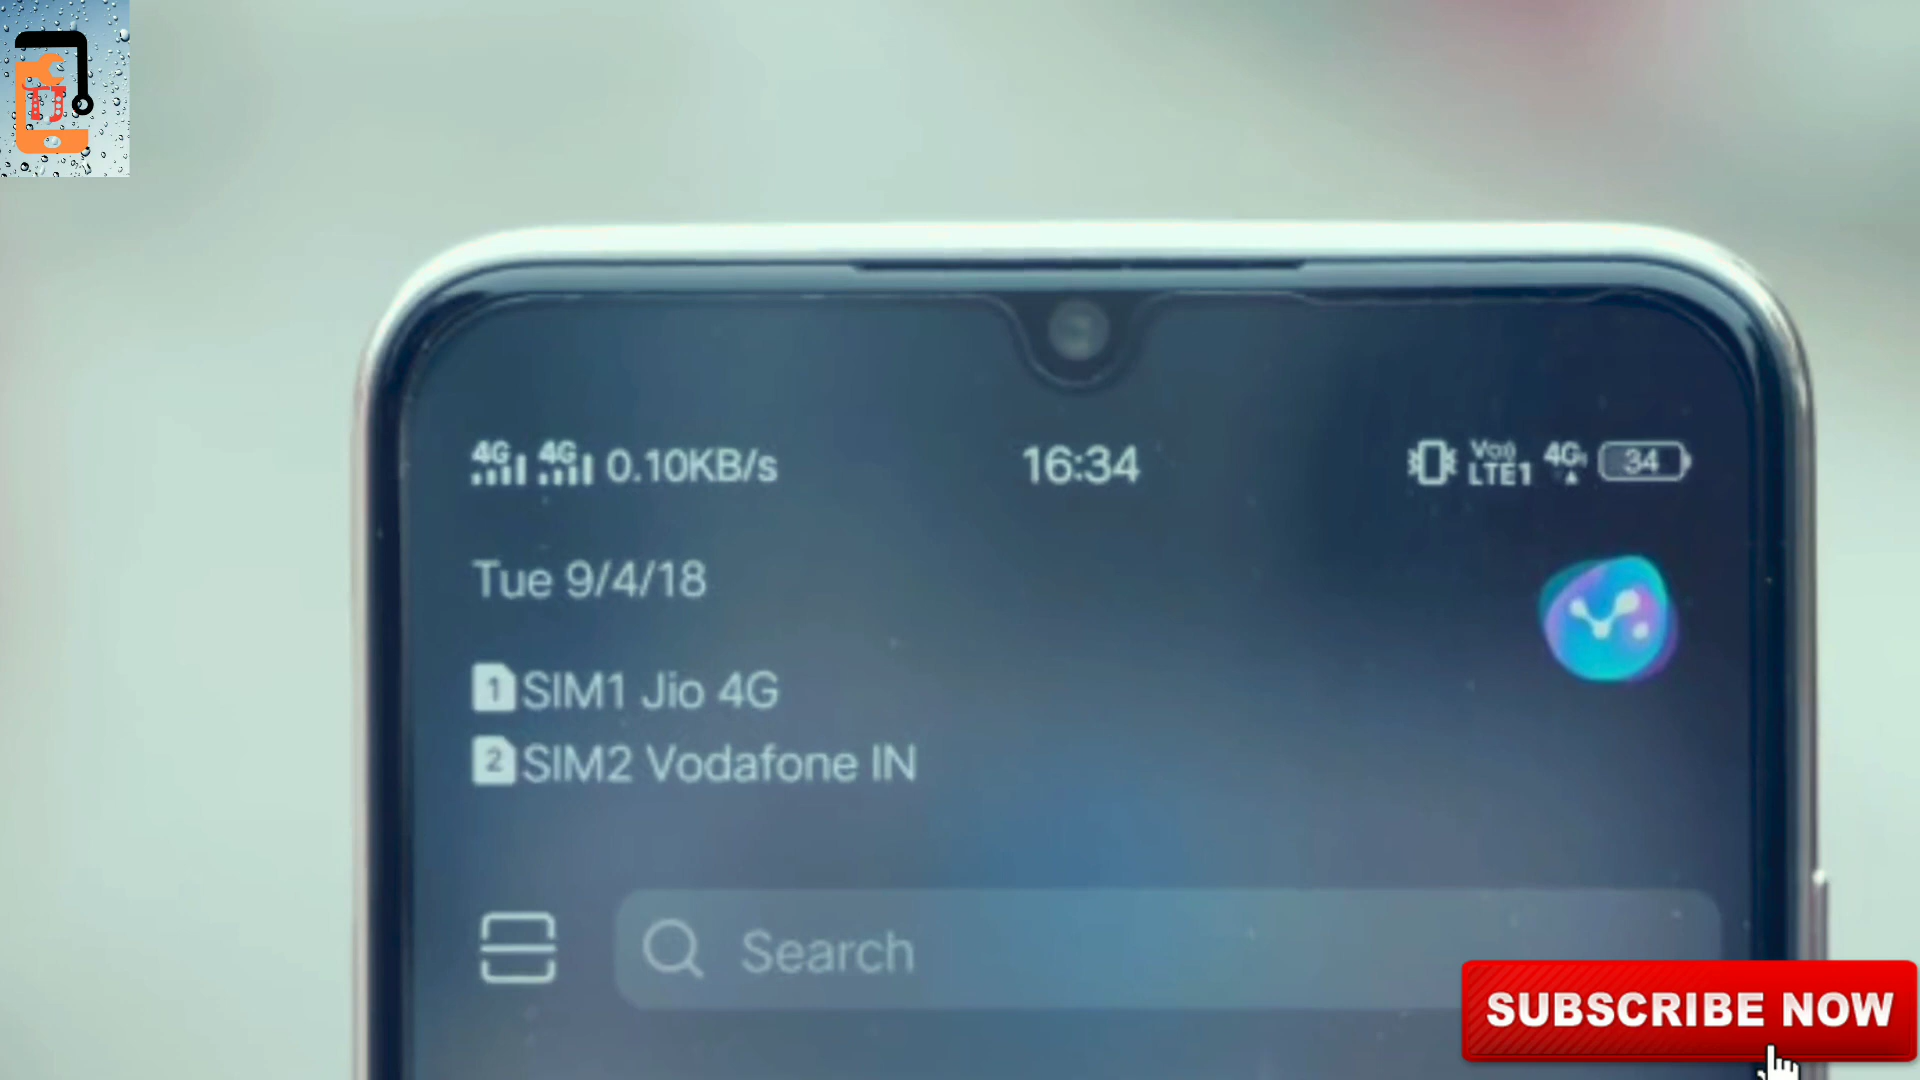 TJ
4G 4G 0.10KB/s 16:34 Vo)) LTE1 4G 34
Tue 9/4/18
1 SIM1 Jio 4G
2 SIM2 Vodafone IN
Search
SUBSCRIBE NOW